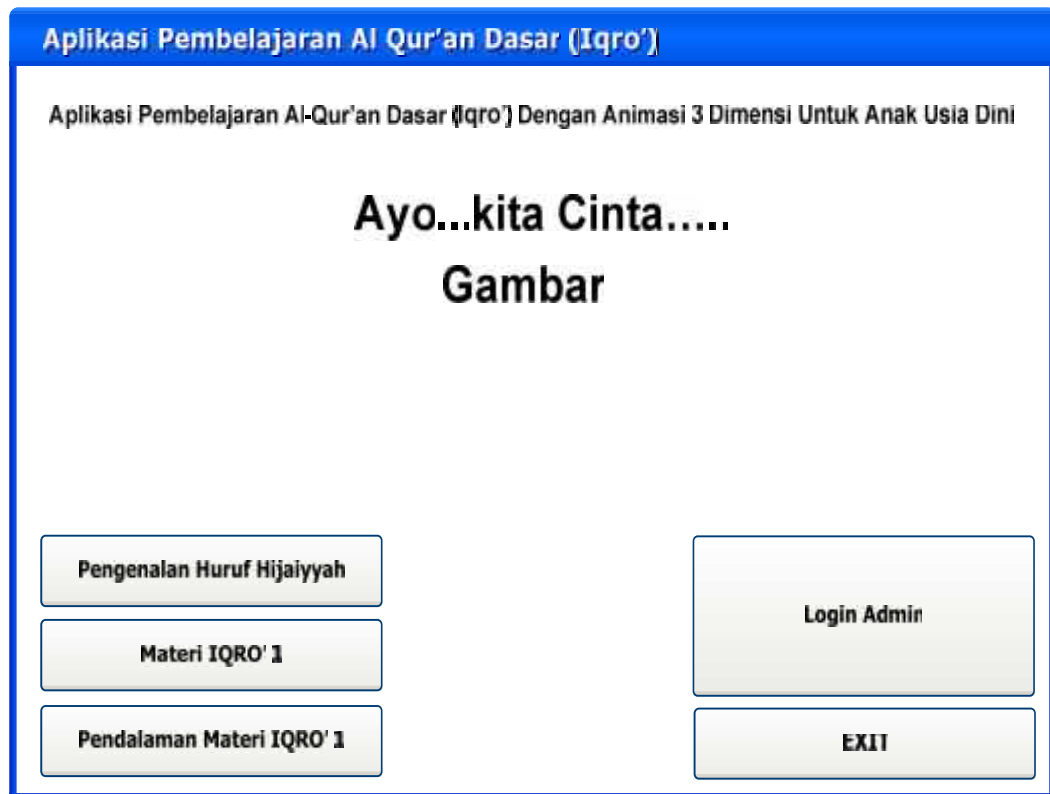 Aplikasi Pembelajaran Al Qur'an Dasar (Iqro')
Aplikasi Pembelajaran Al-Qur'an Dasar (Iqro') Dengan Animasi 3 Dimensi Untuk Anak Usia Dini
Ayo...kita Cinta.....
Gambar
Pengenalan Huruf Hijaiyyah
Materi IQRO' 1
Pendalaman Materi IQRO' 1
Login Admin
EXIT